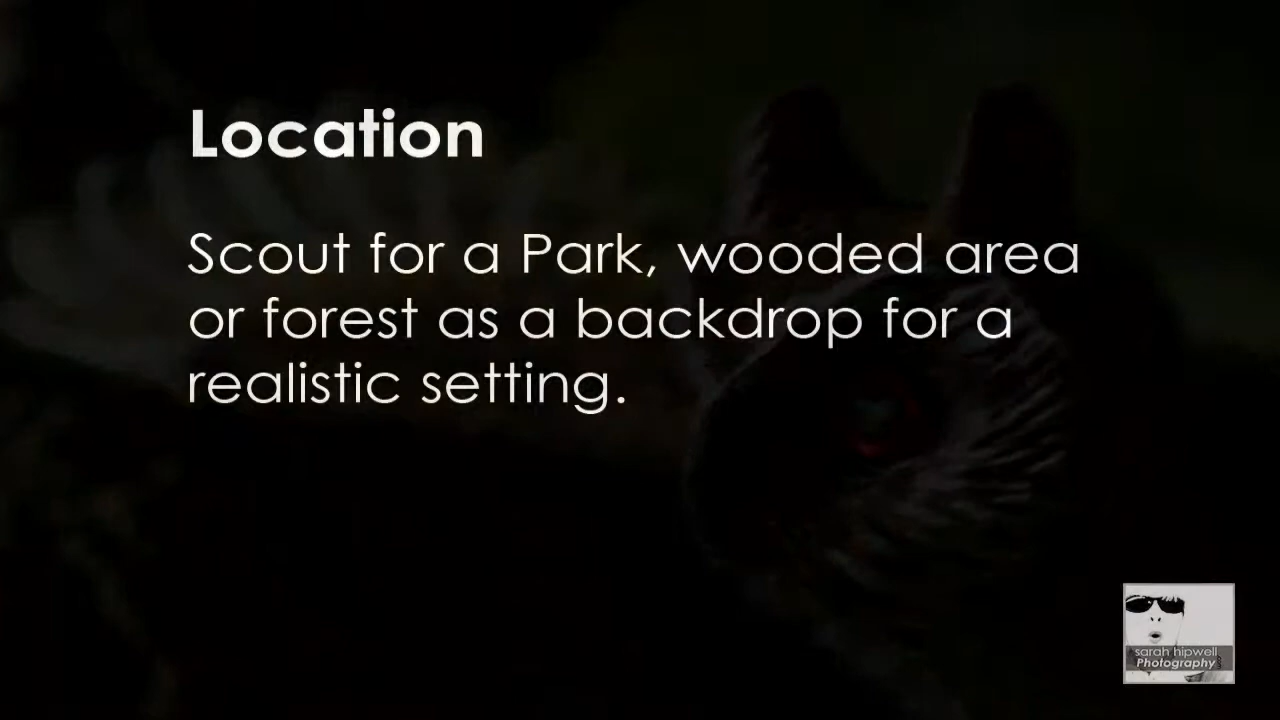 Location
Scout for a Park, wooded area
or forest as a backdrop for a
realistic setting.
sarah hipwell
Photography